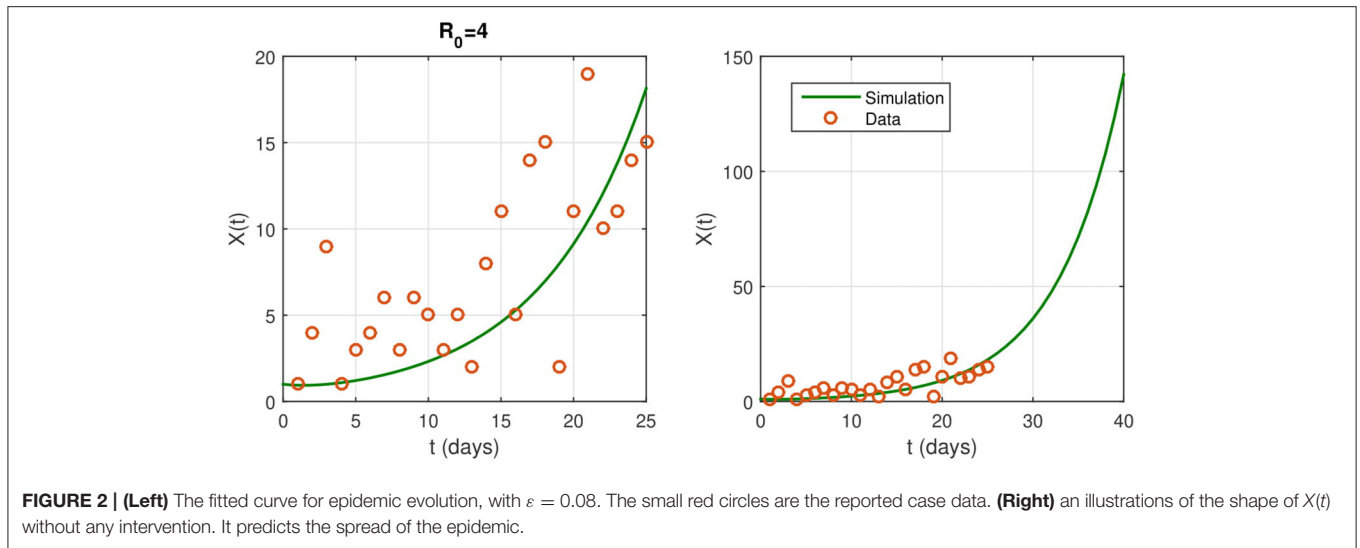 R_0=4
20
15
10
5
0
X(t)
0 5 10 15 20 25
t (days)
150
100
50
0
X(t)
Simulation
Data
0 10 20 30 40
t (days)
FIGURE 2 | (Left) The fitted curve for epidemic evolution, with ε = 0.08. The small red circles are the reported case data. (Right) an illustrations of the shape of X(t)
without any intervention. It predicts the spread of the epidemic.